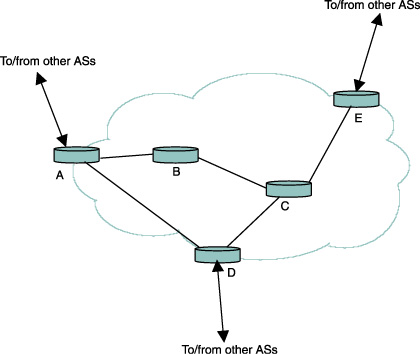 To/from other ASs
To/from other ASs
E
A
B
C
D
To/from other ASs